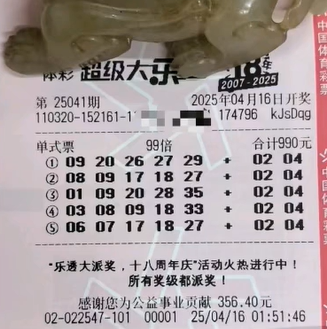 体彩 超级大乐 18年
2007-2025
第 25041期 2025年04月16日开奖
110320-152161-1 174796 kJsDqg
单式票 99倍 合计990元
① 09 20 26 27 29 + 02 04
② 08 09 17 18 27 + 02 04
③ 01 09 20 28 35 + 02 04
④ 03 08 09 18 33 + 02 04
⑤ 06 07 17 18 27 + 02 04
“乐透大派奖，十八周年庆”活动火热进行中！
所有奖级都派奖！
感谢您为公益事业贡献 356.40元
02-022547-101 00001 25/04/16 01:51:46
中国体育彩票
中国体育彩票